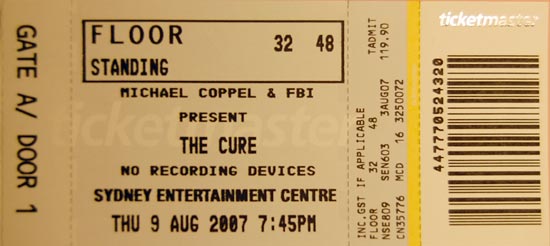 GATE A/ DOOR 1
FLOOR 32 48
STANDING
MICHAEL COPPEL & FBI
PRESENT
THE CURE
NO RECORDING DEVICES
SYDNEY ENTERTAINMENT CENTRE
THU 9 AUG 2007 7:45PM
ticketmaster
INC.GST IF APPLICABLE TADMIT
FLOOR 32 48 119.90
NSE809 SEN603 3AUG07
CN35776 MCD 16 3250072
447770524320
ticketmaster